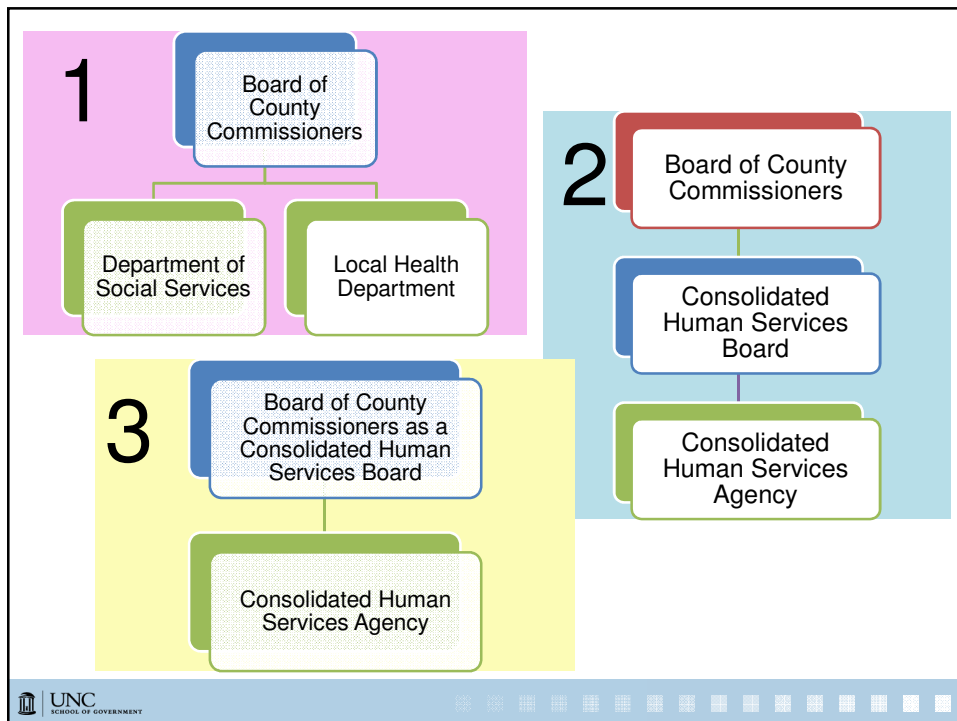 1
Board of
County
Commissioners
Department of
Social Services
Local Health
Department
2
Board of County
Commissioners
Consolidated
Human Services
Board
Consolidated
Human Services
Agency
3
Board of County
Commissioners as a
Consolidated Human
Services Board
Consolidated Human
Services Agency
UNC
SCHOOL OF GOVERNMENT